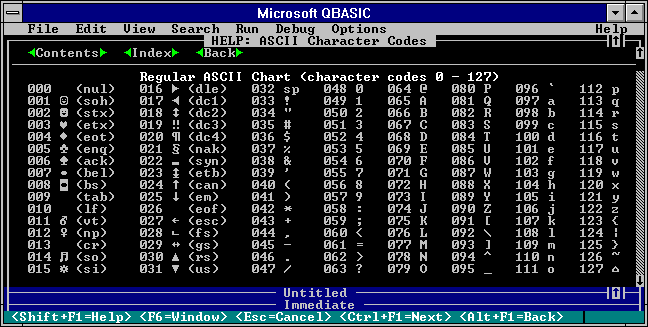 Microsoft QBASIC
File Edit View Search Run Debug Options Help
HELP: ASCII Character Codes
◄Contents► ◄Index► ◄Back►
Regular ASCII Chart (character codes 0 - 127)
000 (nul) 016 ► (dle) 032 sp 048 0 064 @ 080 P 096 ` 112 p
001 ☺ (soh) 017 ◄ (dc1) 033 ! 049 1 065 A 081 Q 097 a 113 q
002 ☻ (stx) 018 ↕ (dc2) 034 " 050 2 066 B 082 R 098 b 114 r
003 ♥ (etx) 019 ‼ (dc3) 035 # 051 3 067 C 083 S 099 c 115 s
004 ♦ (eot) 020 ¶ (dc4) 036 $ 052 4 068 D 084 T 100 d 116 t
005 ♣ (enq) 021 § (nak) 037 % 053 5 069 E 085 U 101 e 117 u
006 ♠ (ack) 022 ▬ (syn) 038 & 054 6 070 F 086 V 102 f 118 v
007 • (bel) 023 ↨ (etb) 039 ' 055 7 071 G 087 W 103 g 119 w
008 ◘ (bs) 024 ↑ (can) 040 ( 056 8 072 H 088 X 104 h 120 x
009 (tab) 025 ↓ (em) 041 ) 057 9 073 I 089 Y 105 i 121 y
010 (lf) 026 (eof) 042 * 058 : 074 J 090 Z 106 j 122 z
011 ♂ (vt) 027 ← (esc) 043 + 059 ; 075 K 091 [ 107 k 123 {
012 ♀ (np) 028 ∟ (fs) 044 , 060 < 076 L 092 \ 108 l 124 ¦
013 (cr) 029 ↔ (gs) 045 - 061 = 077 M 093 ] 109 m 125 }
014 ♫ (so) 030 ▲ (rs) 046 . 062 > 078 N 094 ^ 110 n 126 ~
015 ☼ (si) 031 ▼ (us) 047 / 063 ? 079 O 095 _ 111 o 127 ⌂
Untitled
Immediate
<Shift+F1=Help> <F6=Window> <Esc=Cancel> <Ctrl+F1=Next> <Alt+F1=Back>